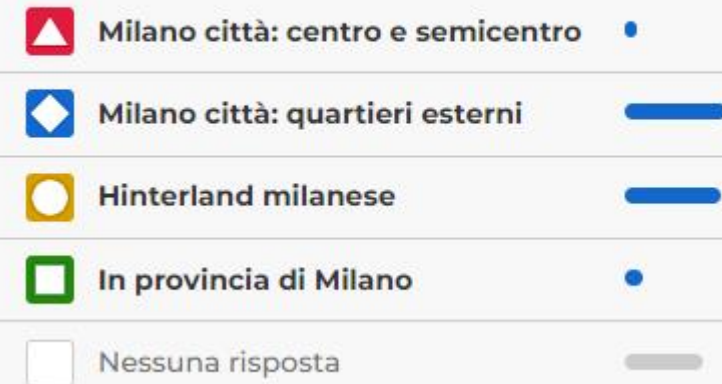 Milano città: centro e semicentro
Milano città: quartieri esterni
Hinterland milanese
In provincia di Milano
Nessuna risposta